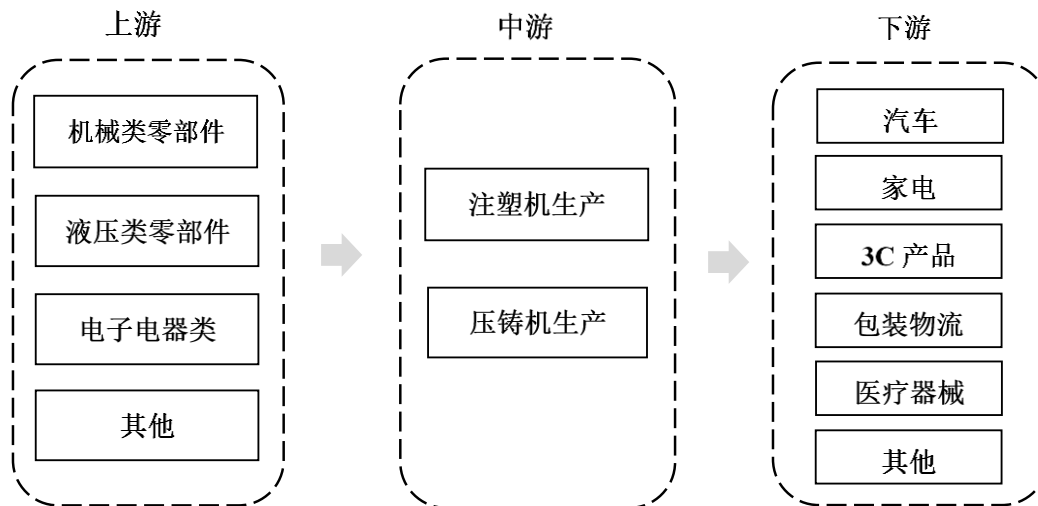 上游
机械类零部件
液压类零部件
电子电器类
其他
中游
注塑机生产
压铸机生产
下游
汽车
家电
3C 产品
包装物流
医疗器械
其他